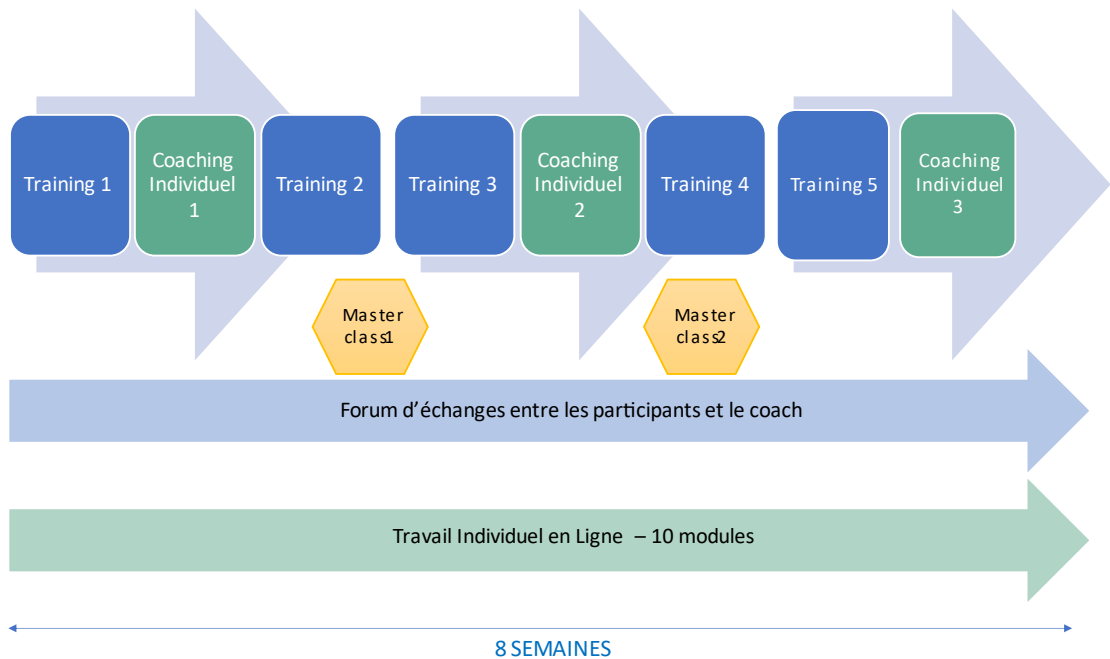 Training 1
Coaching
Individuel
1
Training 2
Training 3
Coaching
Individuel
2
Training 4
Training 5
Coaching
Individuel
3
Master
class1
Master
class2
Forum d’échanges entre les participants et le coach
Travail Individuel en Ligne – 10 modules
8 SEMAINES